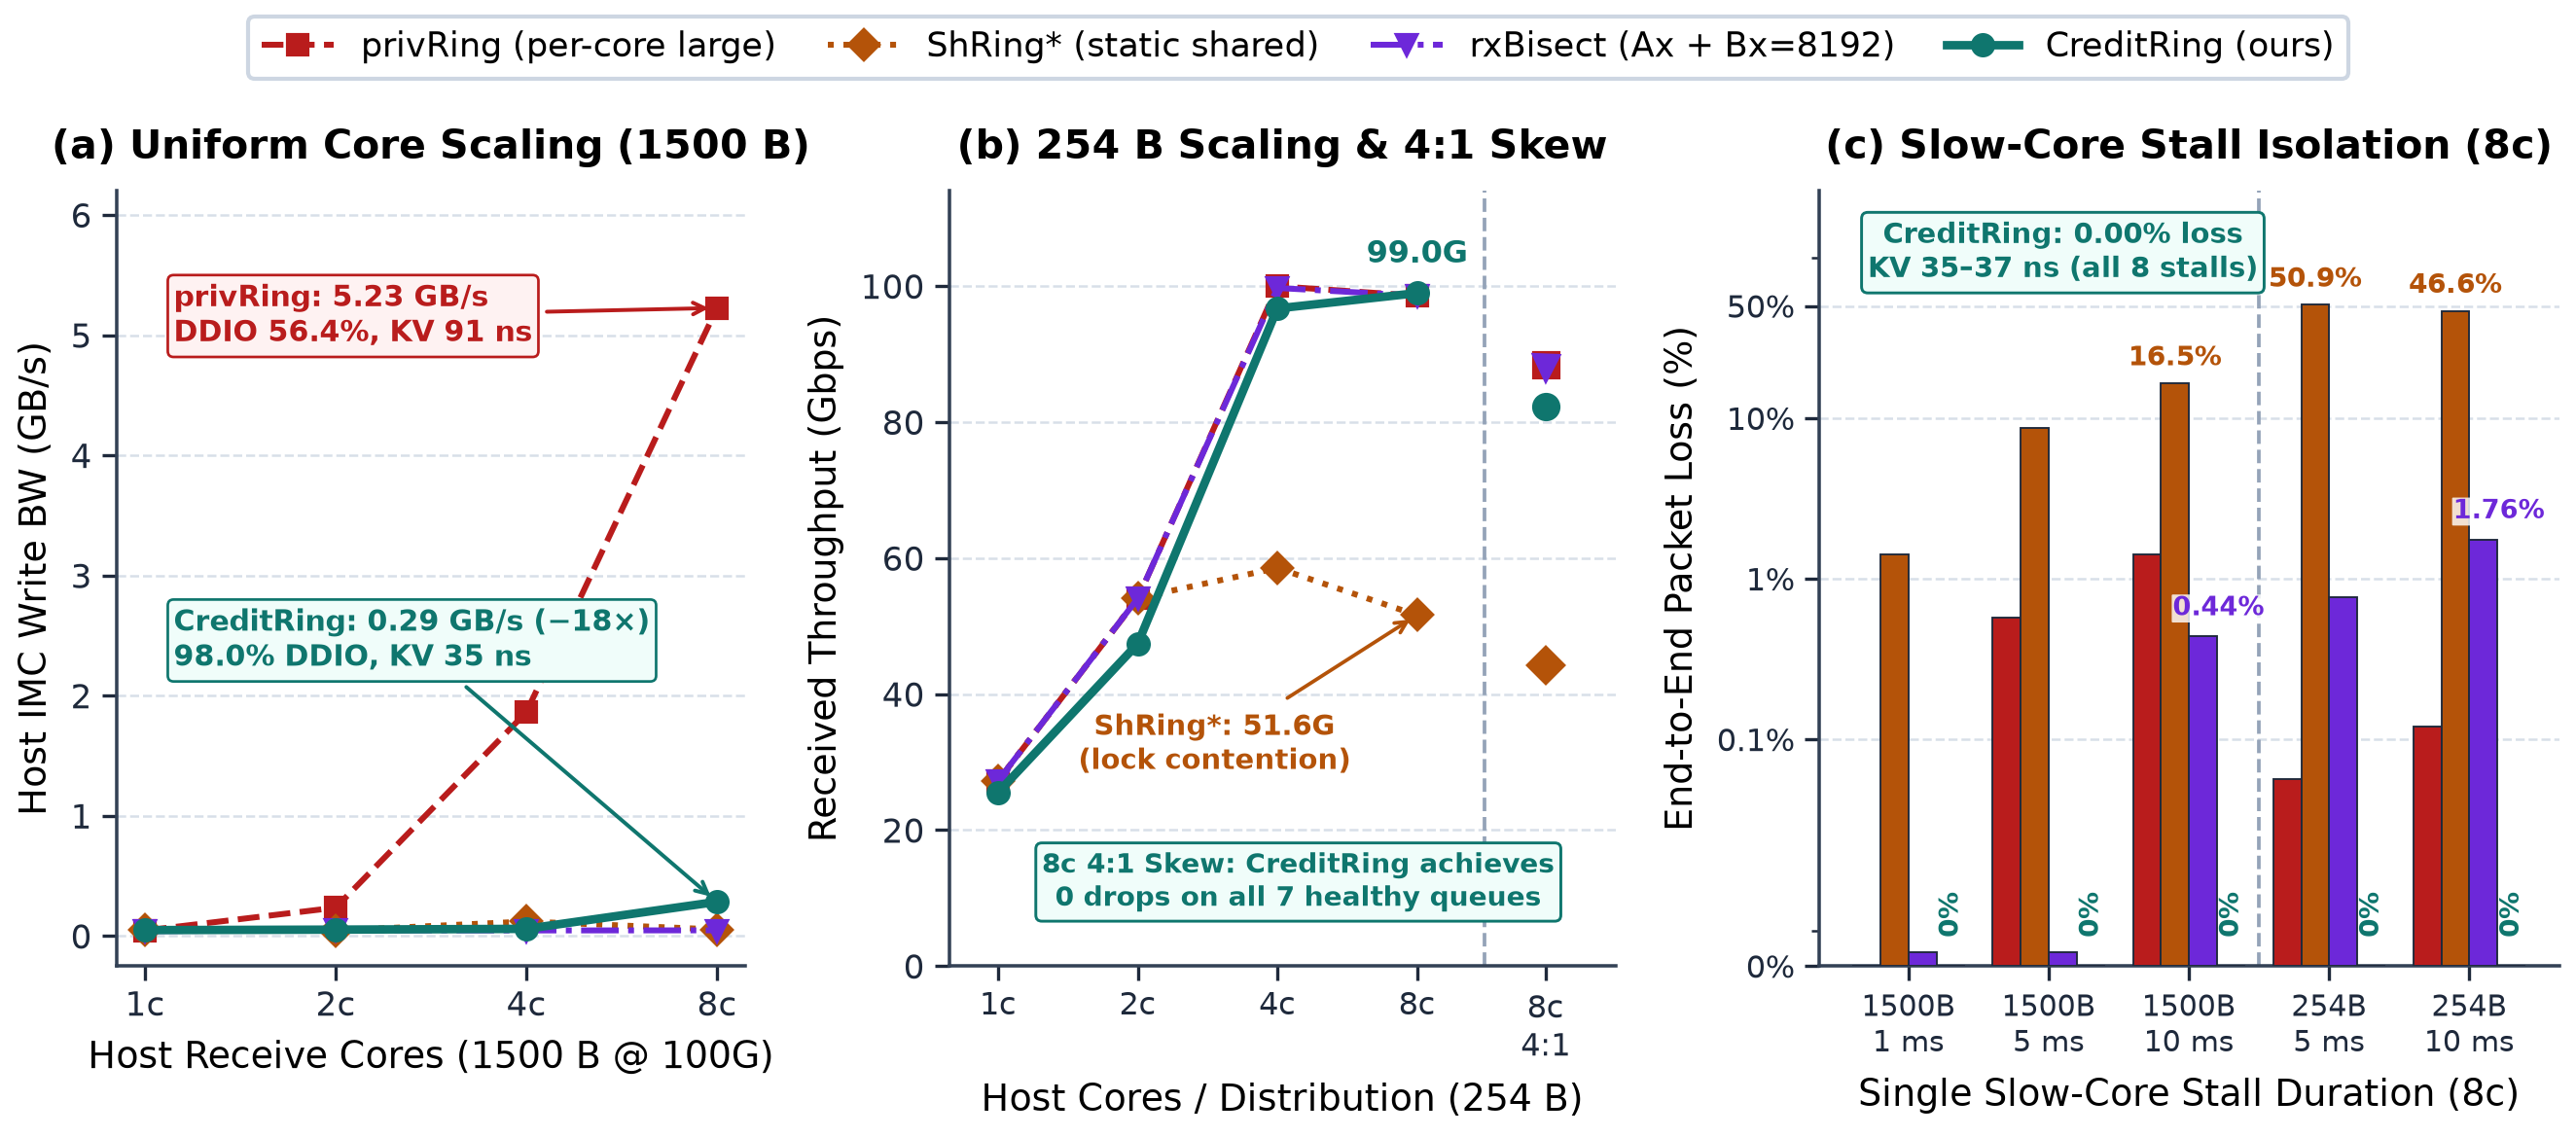 privRing (per-core large)
ShRing* (static shared)
rxBisect (Ax + Bx=8192)
CreditRing (ours)
(a) Uniform Core Scaling (1500 B)
Host IMC Write BW (GB/s)
6
5
4
3
2
1
0
privRing: 5.23 GB/s
DDIO 56.4%, KV 91 ns
CreditRing: 0.29 GB/s (−18×)
98.0% DDIO, KV 35 ns
1c
2c
4c
8c
Host Receive Cores (1500 B @ 100G)
(b) 254 B Scaling & 4:1 Skew
Received Throughput (Gbps)
100
80
60
40
20
0
99.0G
ShRing*: 51.6G
(lock contention)
8c 4:1 Skew: CreditRing achieves
0 drops on all 7 healthy queues
1c
2c
4c
8c
8c
4:1
Host Cores / Distribution (254 B)
(c) Slow-Core Stall Isolation (8c)
End-to-End Packet Loss (%)
50%
10%
1%
0.1%
0%
CreditRing: 0.00% loss
KV 35–37 ns (all 8 stalls)
50.9%
46.6%
16.5%
1.76%
0.44%
0%
0%
0%
0%
0%
1500B
1 ms
1500B
5 ms
1500B
10 ms
254B
5 ms
254B
10 ms
Single Slow-Core Stall Duration (8c)